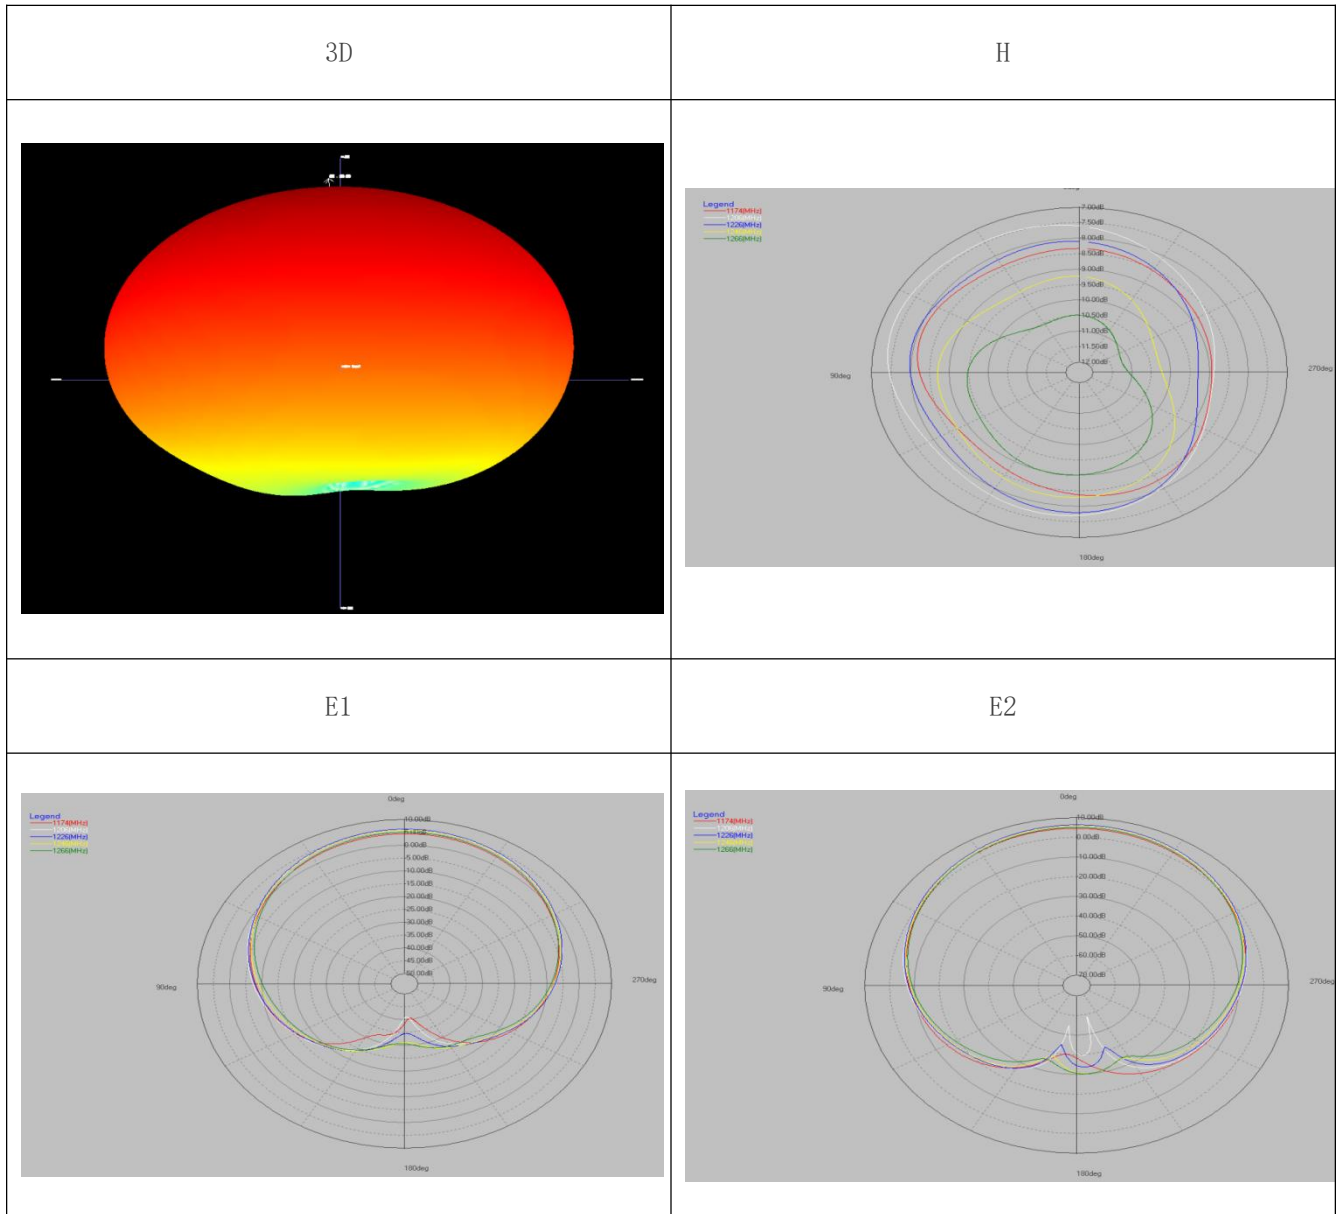 3D
H
Legend
1174(MHz)
1226(MHz)
1266(MHz)
7.00dB
7.50dB
8.00dB
8.50dB
9.00dB
9.50dB
10.00dB
10.50dB
11.00dB
11.50dB
12.00dB
90deg
270deg
180deg
E1
E2
0deg
Legend
1174(MHz)
1226(MHz)
1266(MHz)
10.00dB
0.00dB
-5.00dB
-10.00dB
-15.00dB
-20.00dB
-25.00dB
-30.00dB
-35.00dB
-40.00dB
-45.00dB
-50.00dB
90deg
270deg
180deg
0deg
Legend
1174(MHz)
1226(MHz)
1266(MHz)
10.00dB
0.00dB
-10.00dB
-20.00dB
-30.00dB
-40.00dB
-50.00dB
-60.00dB
-70.00dB
90deg
270deg
180deg